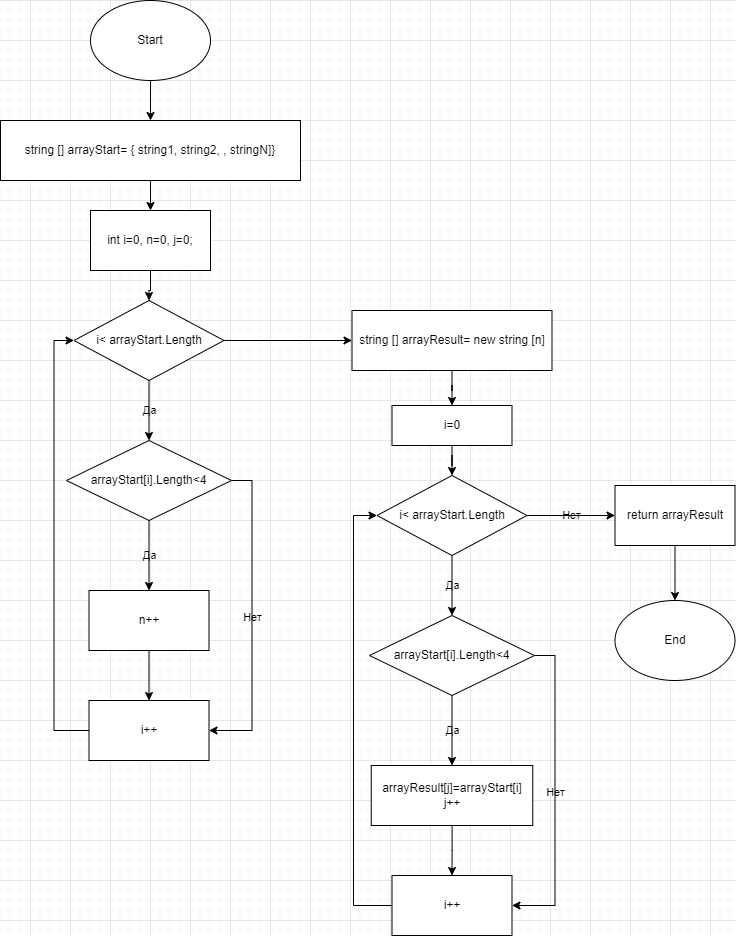 Start
string [] arrayStart= { string1, string2, , stringN]}
int i=0, n=0, j=0;
i< arrayStart.Length
Да
arrayStart[i].Length<4
Да
Нет
n++
i++
string [] arrayResult= new string [n]
i=0
i< arrayStart.Length
Нет
return arrayResult
End
Да
arrayStart[i].Length<4
Да
Нет
arrayResult[j]=arrayStart[i]
j++
i++